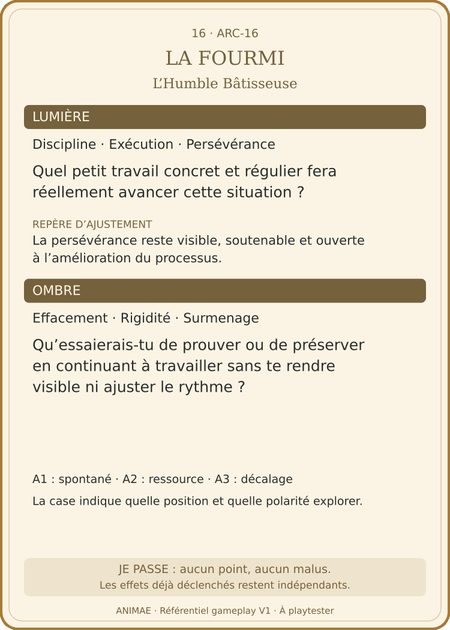 16 · ARC-16
LA FOURMI
L’Humble Bâtisseuse
LUMIÈRE
Discipline · Exécution · Persévérance
Quel petit travail concret et régulier fera
réellement avancer cette situation ?
REPÈRE D’AJUSTEMENT
La persévérance reste visible, soutenable et ouverte
à l’amélioration du processus.
OMBRE
Effacement · Rigidité · Surmenage
Qu’essaierais-tu de prouver ou de préserver
en continuant à travailler sans te rendre
visible ni ajuster le rythme ?
A1 : spontané · A2 : ressource · A3 : décalage
La case indique quelle position et quelle polarité explorer.
JE PASSE : aucun point, aucun malus.
Les effets déjà déclenchés restent indépendants.
ANIMAE · Référentiel gameplay V1 · À playtester